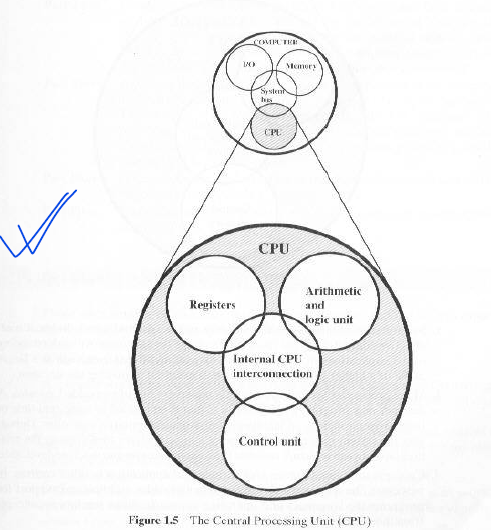 COMPUTER
I/O
Memory
System
bus
CPU
CPU
Registers
Arithmetic
and
logic unit
Internal CPU
interconnection
Control unit
Figure 1.5 The Central Processing Unit (CPU)